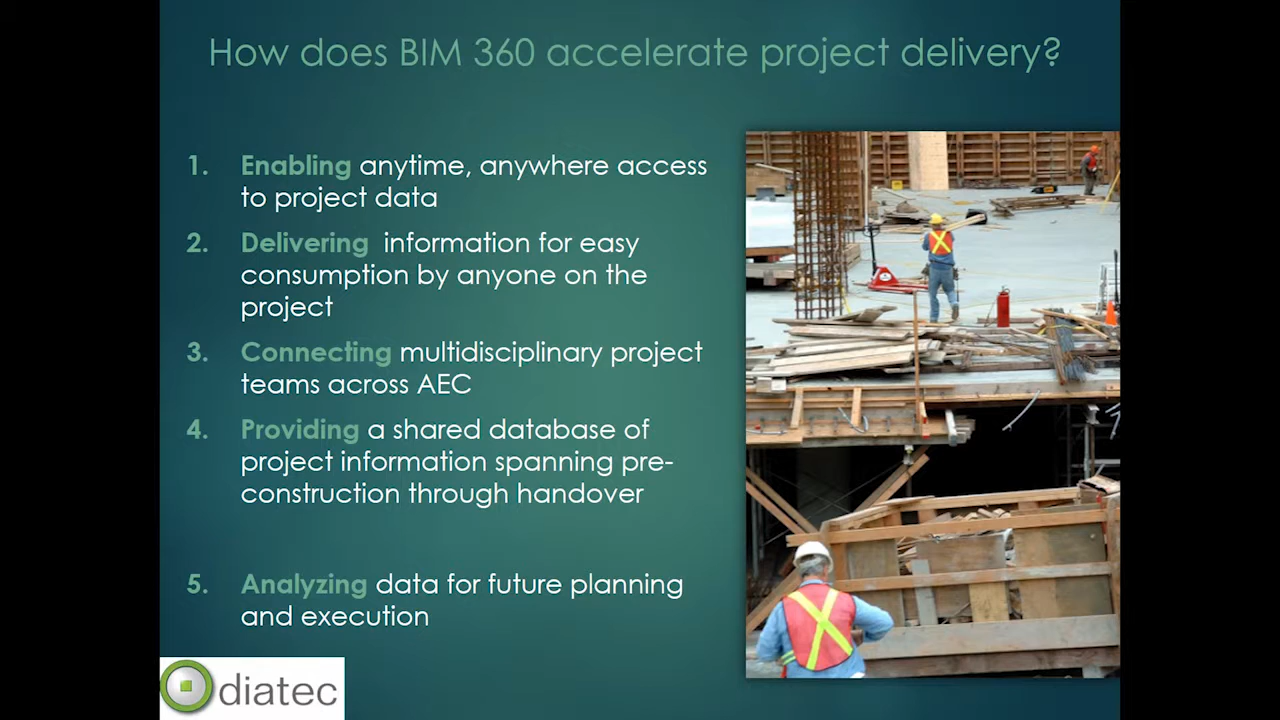 How does BIM 360 accelerate project delivery?
1. Enabling anytime, anywhere access
to project data
2. Delivering information for easy
consumption by anyone on the
project
3. Connecting multidisciplinary project
teams across AEC
4. Providing a shared database of
project information spanning pre-
construction through handover
5. Analyzing data for future planning
and execution
diatec